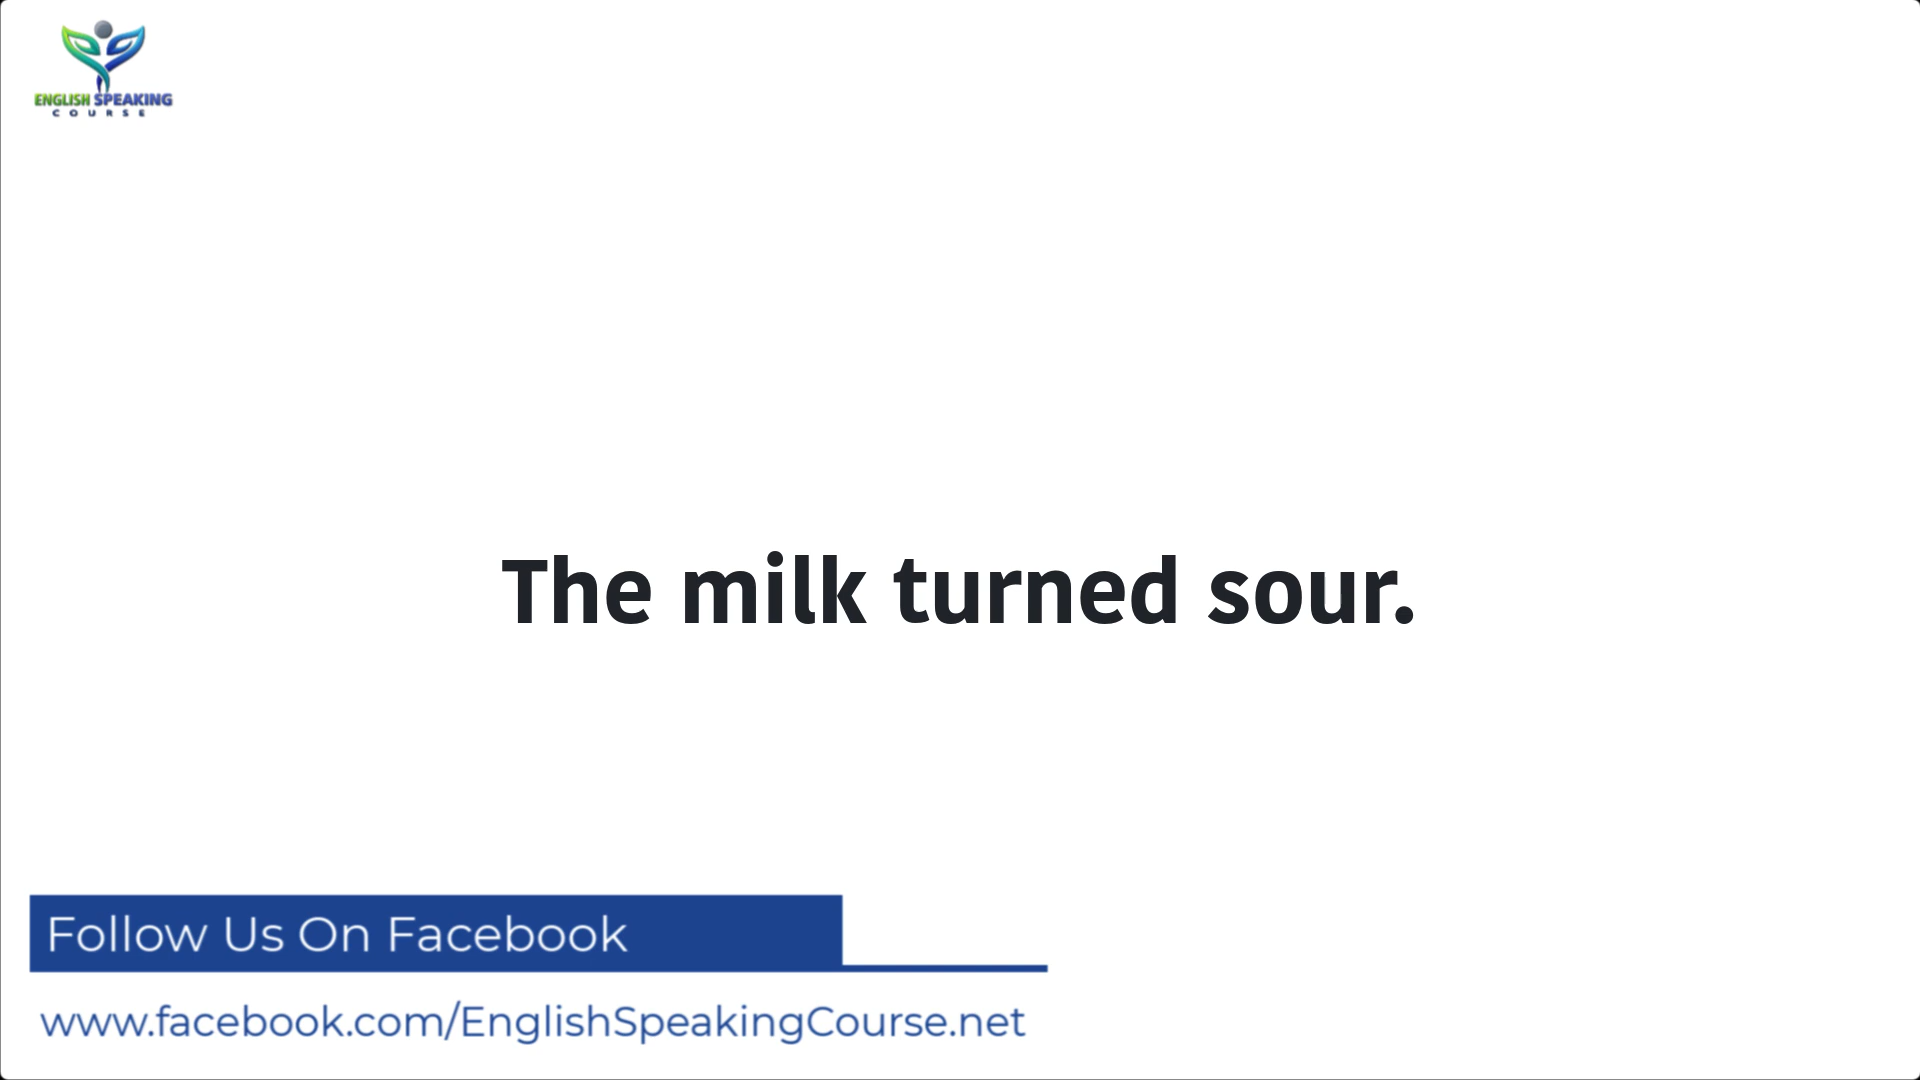 ENGLISH SPEAKING
COURSE
The milk turned sour.
Follow Us On Facebook
www.facebook.com/EnglishSpeakingCourse.net